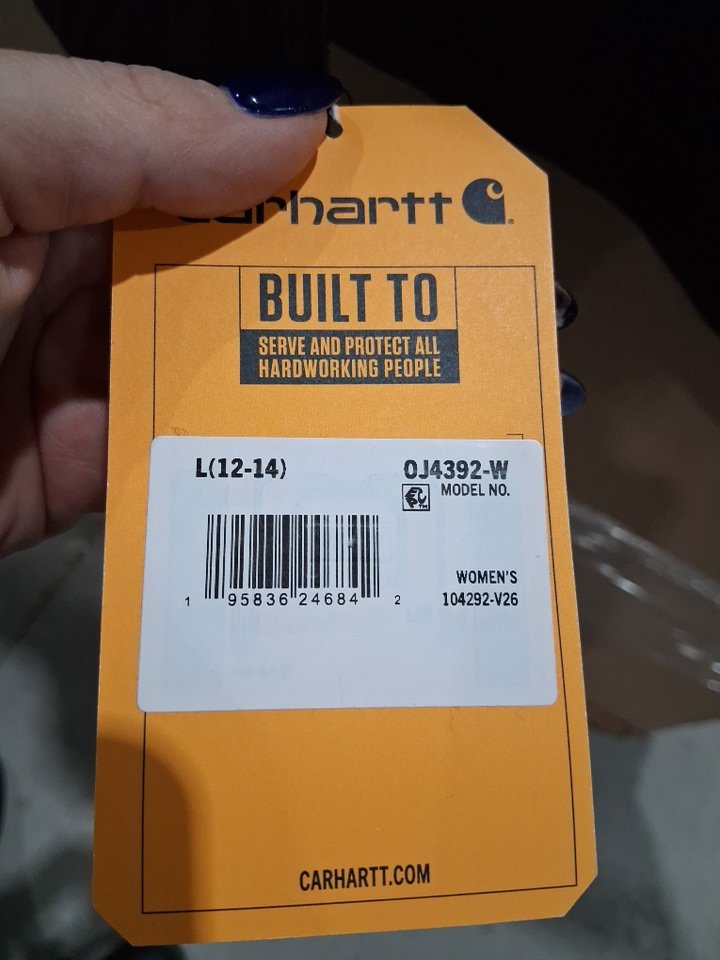 carhartt
BUILT TO
SERVE AND PROTECT ALL
HARDWORKING PEOPLE
L(12-14)
OJ4392-W
MODEL NO.
WOMEN'S
104292-V26
1 95836 24684 2
CARHARTT.COM